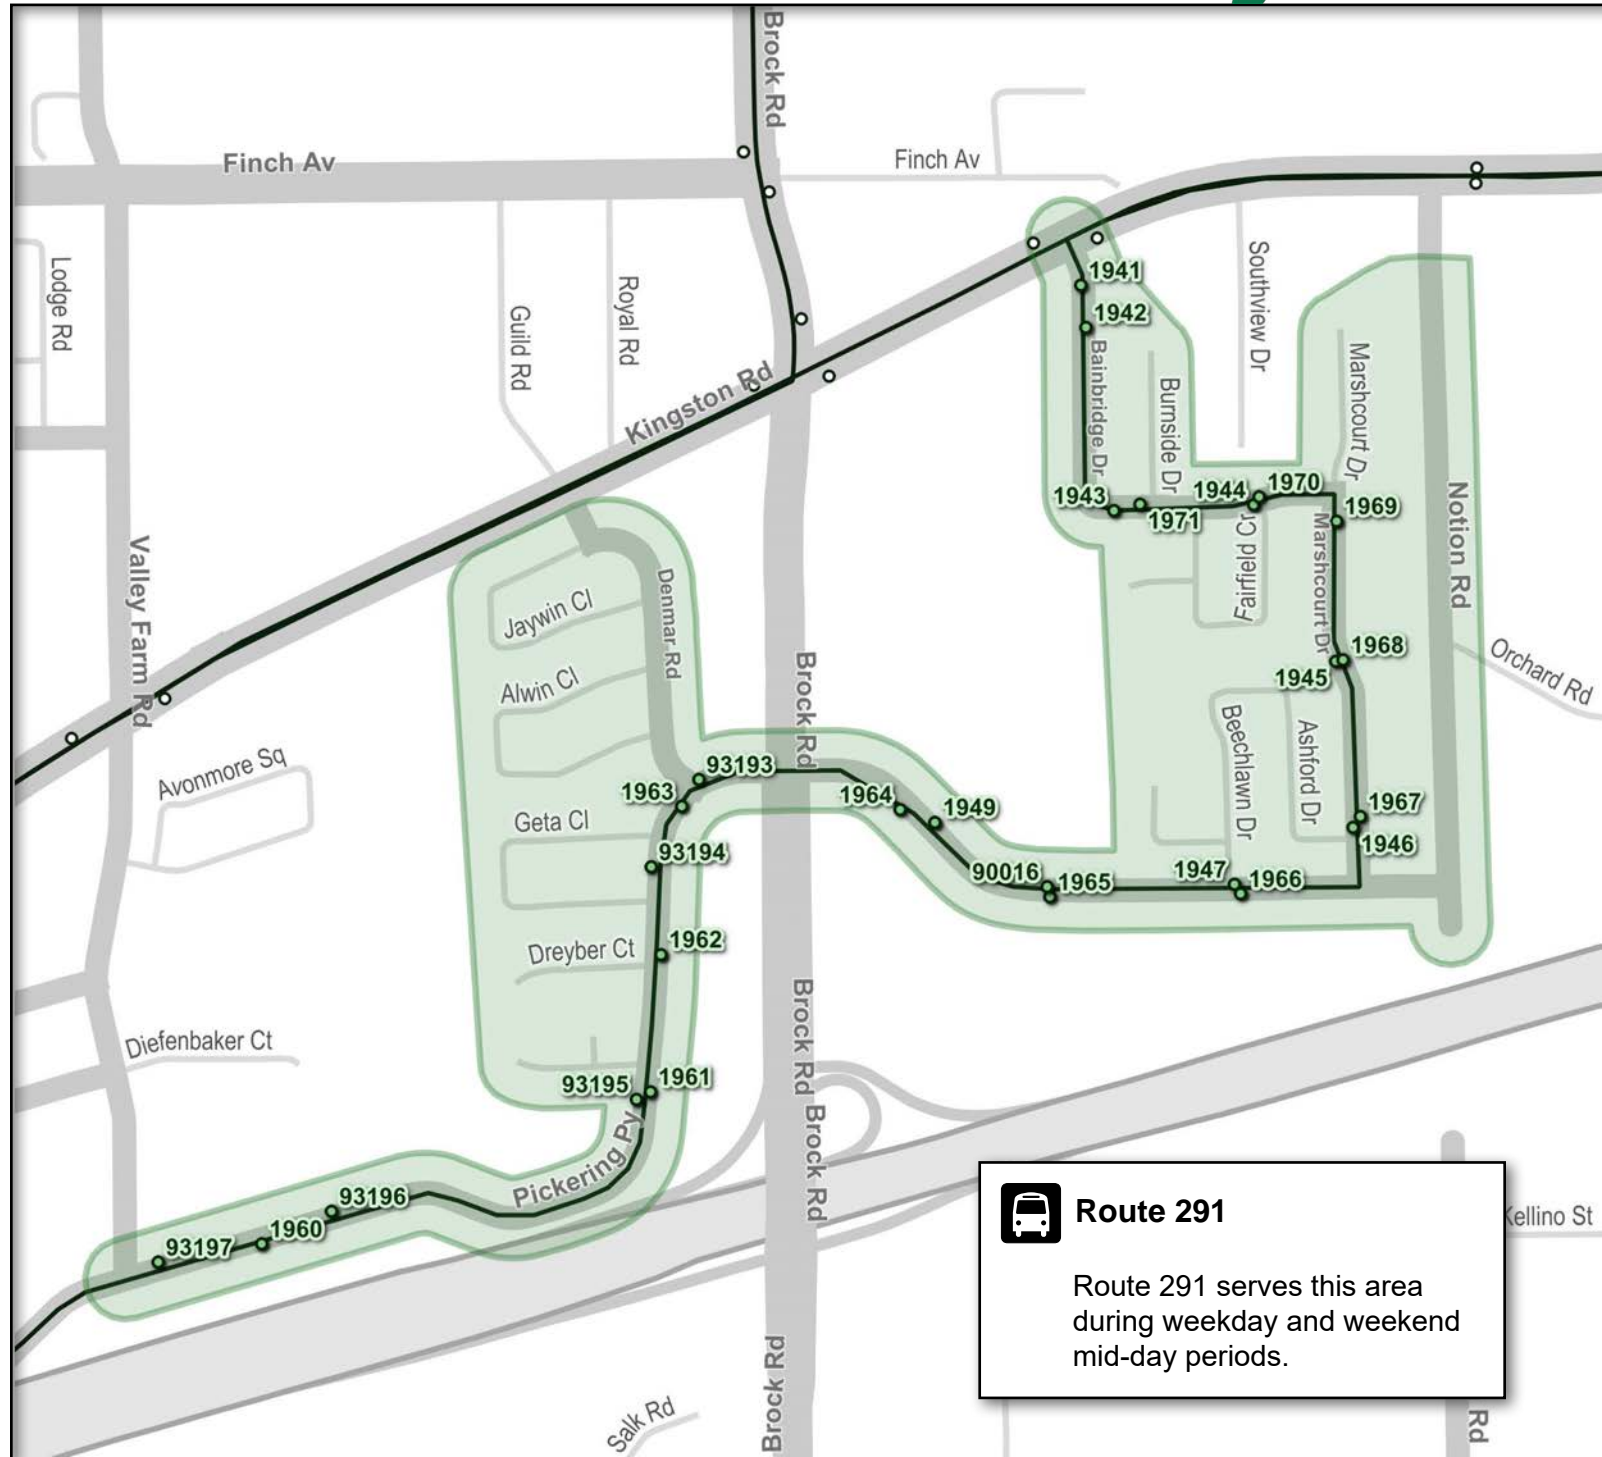 Brock Rd
Finch Av
Finch Av
Lodge Rd
Guild Rd
Royal Rd
Southview Dr
1941
1942
Bainbridge Dr
Burnside Dr
Marshcourt Dr
Kingston Rd
1943
1971
1944
1970
1969
Fairfield Cr
Marshcourt Dr
Notion Rd
Valley Farm Rd
Jaywin Cl
Denmar Rd
Alwin Cl
Brock Rd
1968
1945
Orchard Rd
Beechlawn Dr
Ashford Dr
Avonmore Sq
93193
1963
1964
1949
1967
1946
Geta Cl
93194
90016
1965
1947
1966
Dreyber Ct
1962
Diefenbaker Ct
Brock Rd
93195
1961
Brock Rd
Pickering Py
93196
1960
93197
Route 291
Route 291 serves this area
during weekday and weekend
mid-day periods.
Kellino St
Brock Rd
Salk Rd
Rd